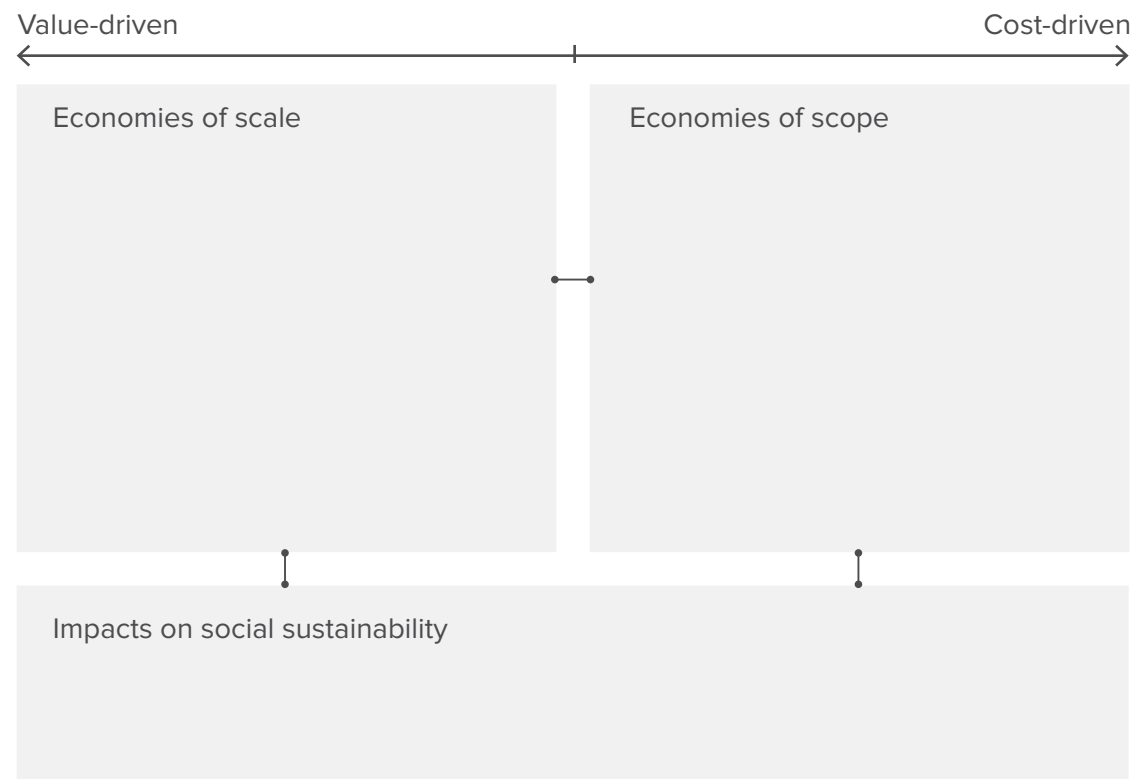 Value-driven
Cost-driven
Economies of scale
Economies of scope
Impacts on social sustainability